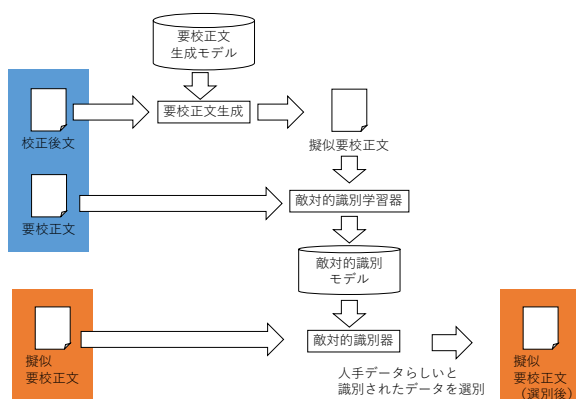 要校正文
生成モデル
校正後文
要校正文生成
擬似要校正文
要校正文
敵対的識別学習器
敵対的識別
モデル
擬似
要校正文
敵対的識別器
人手データらしいと
識別されたデータを選別
擬似
要校正文
(選別後)